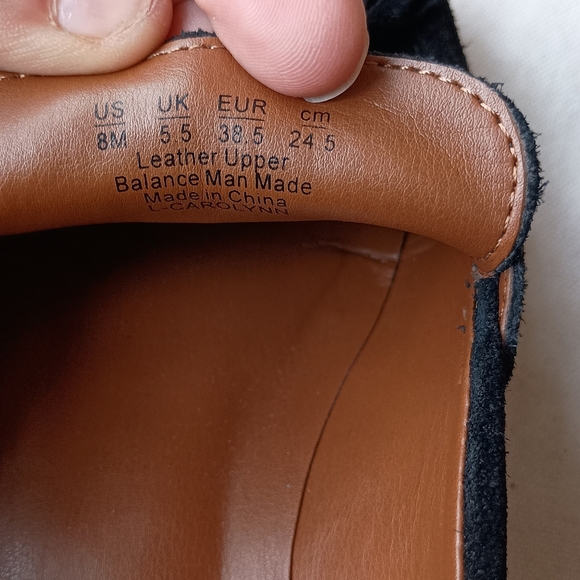 US UK EUR cm
8M 5.5 38.5 24.5
Leather Upper
Balance Man Made
Made in China
L-CAROLYNN